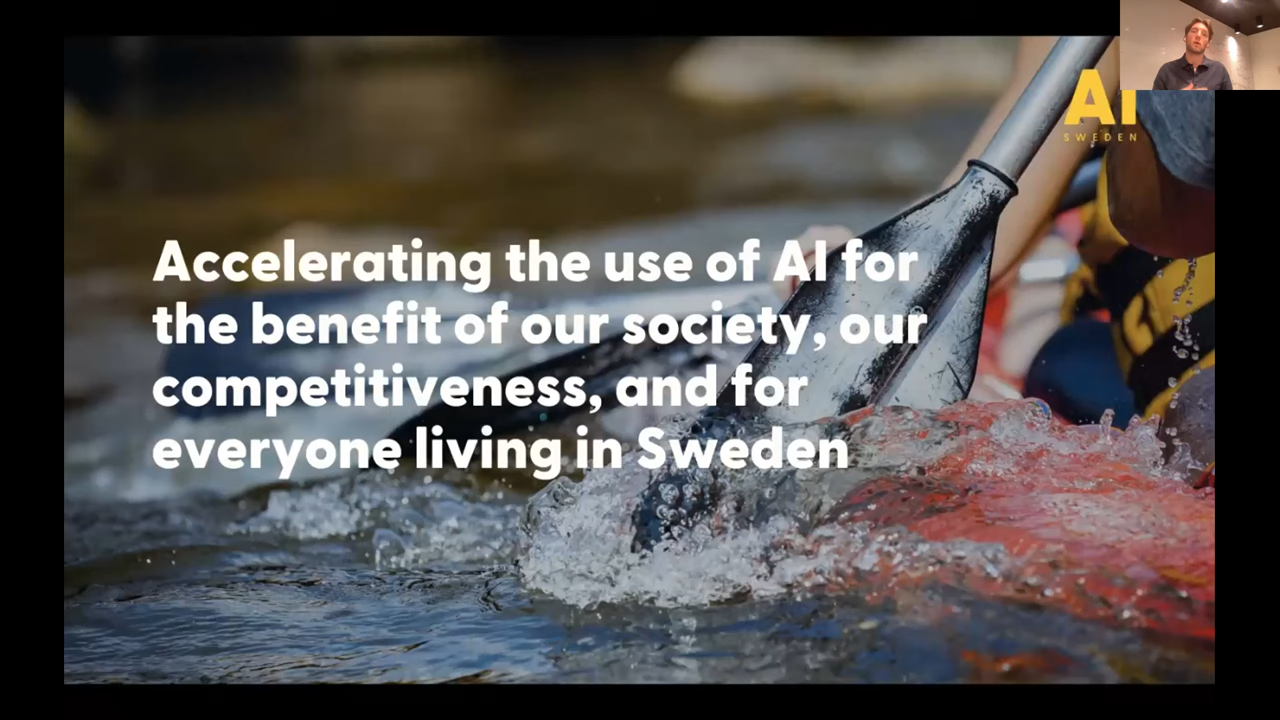 AI
SWEDEN
Accelerating the use of AI for
the benefit of our society, our
competitiveness, and for
everyone living in Sweden